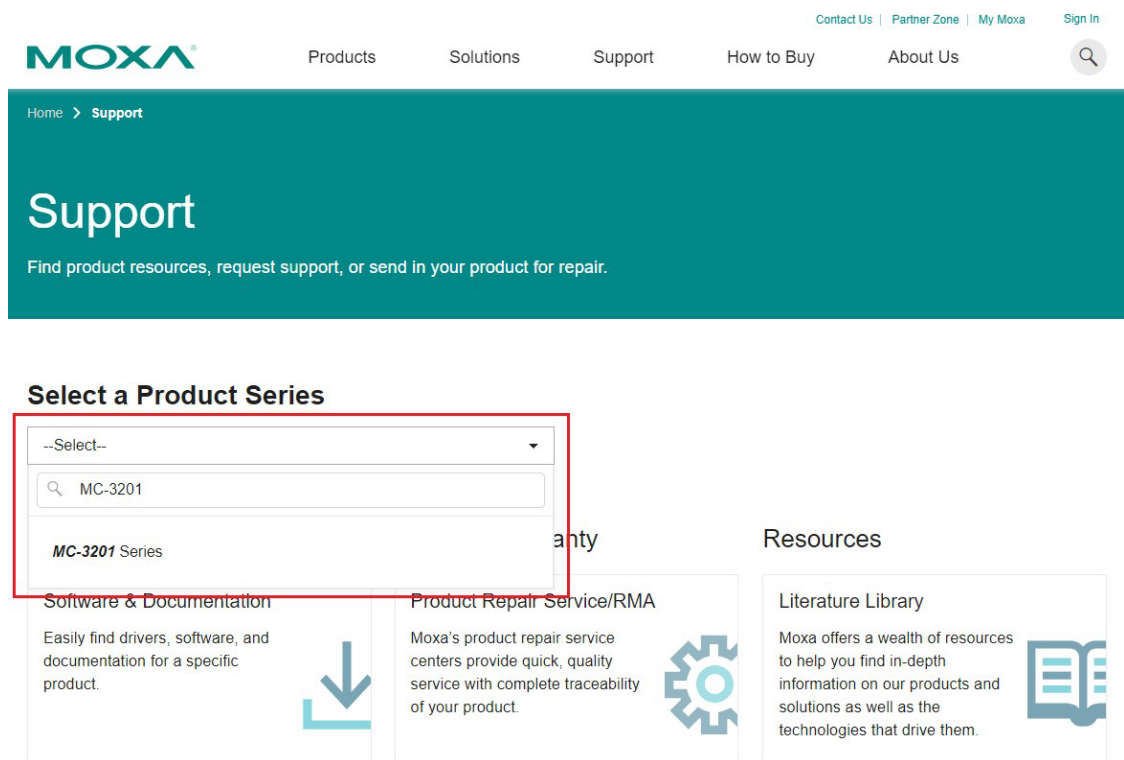 Contact Us | Partner Zone | My Moxa Sign In
MOXA®
Products Solutions Support How to Buy About Us
Home > Support
Support
Find product resources, request support, or send in your product for repair.
Select a Product Series
--Select--
MC-3201
MC-3201 Series
anty
Resources
Software & Documentation
Easily find drivers, software, and
documentation for a specific
product.
Product Repair Service/RMA
Moxa's product repair service
centers provide quick, quality
service with complete traceability
of your product.
Literature Library
Moxa offers a wealth of resources
to help you find in-depth
information on our products and
solutions as well as the
technologies that drive them.